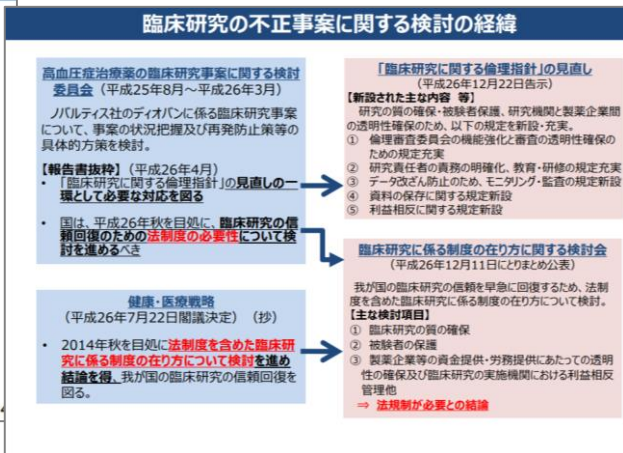 臨床研究の不正事案に関する検討の経緯
高血圧症治療薬の臨床研究事案に関する検討
委員会（平成25年8月～平成26年3月）
ノバルティス社のディオバンに係る臨床研究事案
について、事案の状況把握及び再発防止策等の
具体的方策を検討。
【報告書抜粋】（平成26年4月）
・ 「臨床研究に関する倫理指針」の見直しの一
環として必要な対応を図る
・ 国は、平成26年秋を目処に、臨床研究の信
頼回復のための法制度の必要性について検
討を進めるべき
健康・医療戦略
（平成26年7月22日閣議決定）（抄）
・ 2014年秋を目処に法制度を含めた臨床研
究に係る制度の在り方について検討を進め
結論を得、我が国の臨床研究の信頼回復を
図る。
「臨床研究に関する倫理指針」の見直し
（平成26年12月22日告示）
【新設された主な内容 等】
研究の質の確保・被験者保護、研究機関と製薬企業間
の透明性確保のため、以下の規定を新設・充実。
① 倫理審査委員会の機能強化と審査の透明性確保の
ための規定充実
② 研究責任者の責務の明確化、教育・研修の規定充実
③ データ改ざん防止のため、モニタリング・監査の規定新設
④ 資料の保存に関する規定新設
⑤ 利益相反に関する規定新設
臨床研究に係る制度の在り方に関する検討会
（平成26年12月11日にとりまとめ公表）
我が国の臨床研究の信頼を早急に回復するため、法制
度を含めた臨床研究に係る制度の在り方について検討。
【主な検討項目】
① 臨床研究の質の確保
② 被験者の保護
③ 製薬企業等の資金提供・労務提供にあたっての透明
性の確保及び臨床研究の実施機関における利益相反
管理他
⇒ 法規制が必要との結論